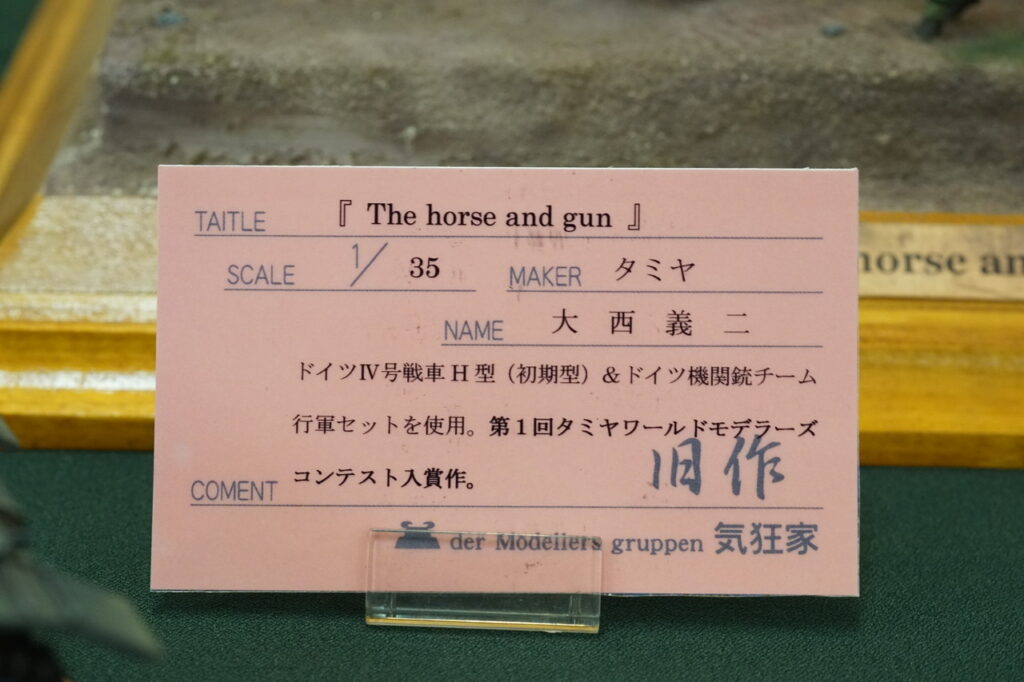 TAITLE 『 The horse and gun 』
SCALE 1/35 MAKER タミヤ
NAME 大西義二
ドイツⅣ号戦車H型（初期型）＆ドイツ機関銃チーム
行軍セットを使用。第1回タミヤワールドモデラーズ
コンテスト入賞作。
COMENT
旧作
der Modellers gruppen 気狂家
horse an